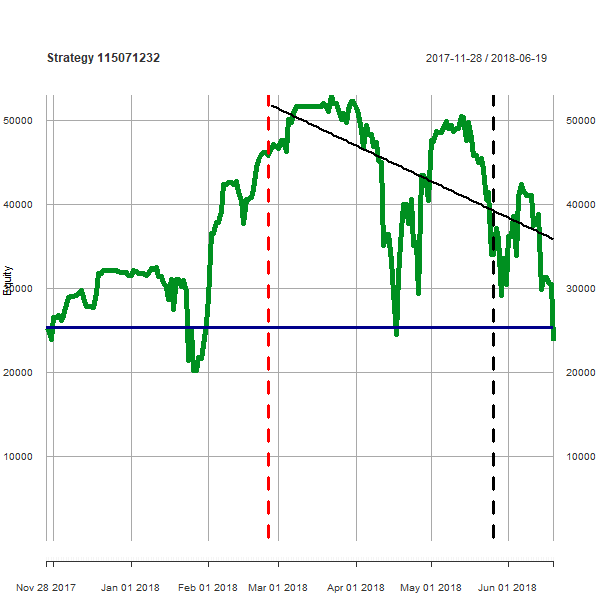 Strategy 115071232 2017-11-28 / 2018-06-19
50000 50000
40000 40000
Equity
30000 30000
20000 20000
10000 10000
Nov 28 2017 Jan 01 2018 Feb 01 2018 Mar 01 2018 Apr 01 2018 May 01 2018 Jun 01 2018